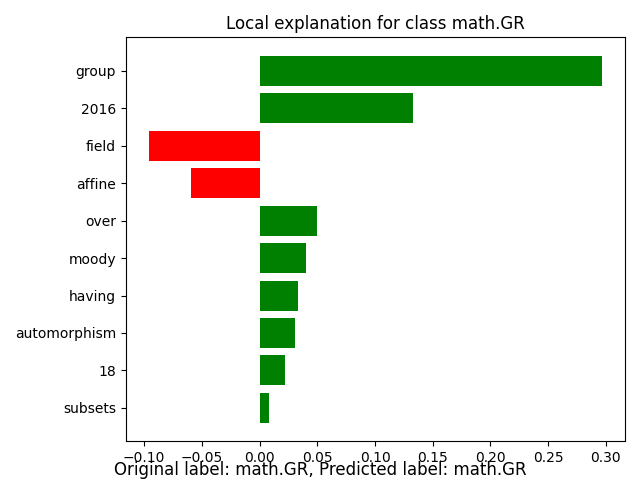 Local explanation for class math.GR
group
2016
field
affine
over
moody
having
automorphism
18
subsets
−0.10 −0.05 0.00 0.05 0.10 0.15 0.20 0.25 0.30
Original label: math.GR, Predicted label: math.GR